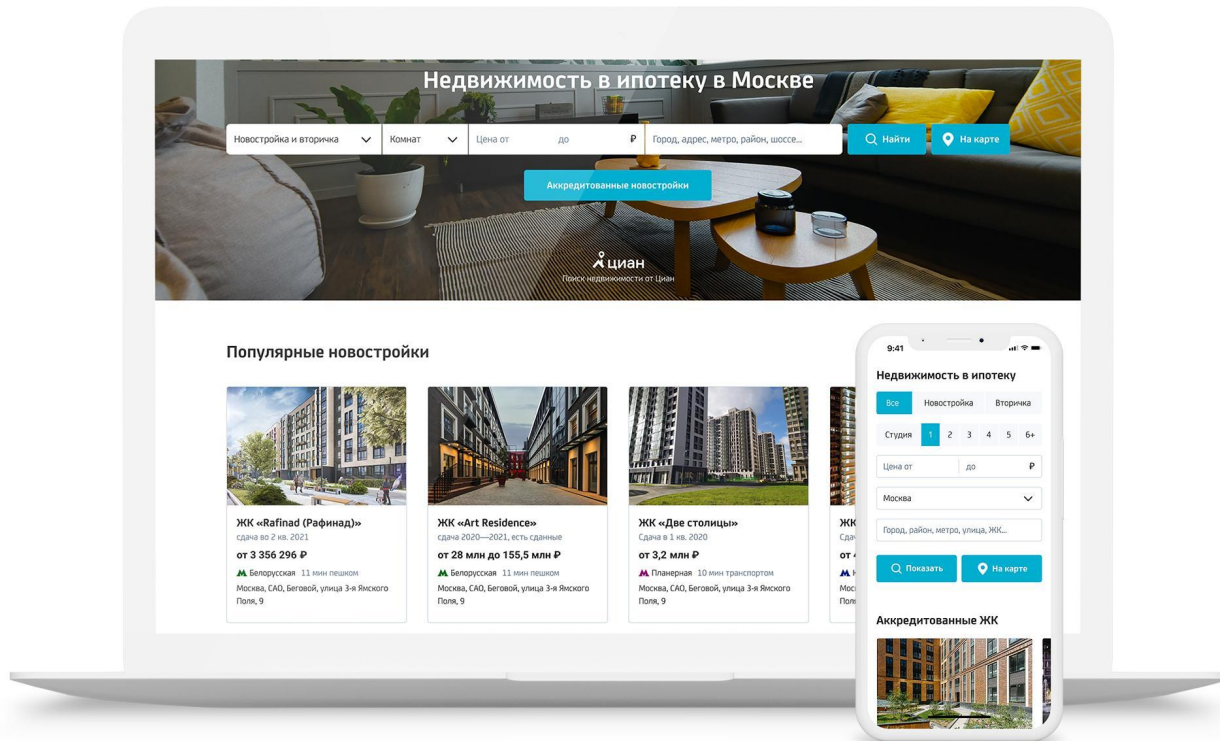 Недвижимость в ипотеку в Москве
Новостройка и вторичка
Комнат
Цена от
до
₽
Город, адрес, метро, район, шоссе...
Найти
На карте
Аккредитованные новостройки
циан
Поиск недвижимости от Циан
Популярные новостройки
ЖК «Rafinad (Рафинад)»
сдача во 2 кв. 2021
от 3 356 296 ₽
Белорусская 11 мин пешком
Москва, САО, Беговой, улица 3-я Ямского
Поля, 9
ЖК «Art Residence»
сдача 2020—2021, есть сданные
от 28 млн до 155,5 млн ₽
Белорусская 11 мин пешком
Москва, САО, Беговой, улица 3-я Ямского
Поля, 9
ЖК «Две столицы»
Сдача в 1 кв. 2020
от 3,2 млн ₽
Планерная 10 мин транспортом
Москва, САО, Беговой, улица 3-я Ямского
Поля, 9
ЖК
от
9:41
Недвижимость в ипотеку
Все
Новостройка
Вторичка
Студия 1 2 3 4 5 6+
Цена от
до
₽
Москва
Город, район, метро, улица, ЖК...
Показать
На карте
Аккредитованные ЖК